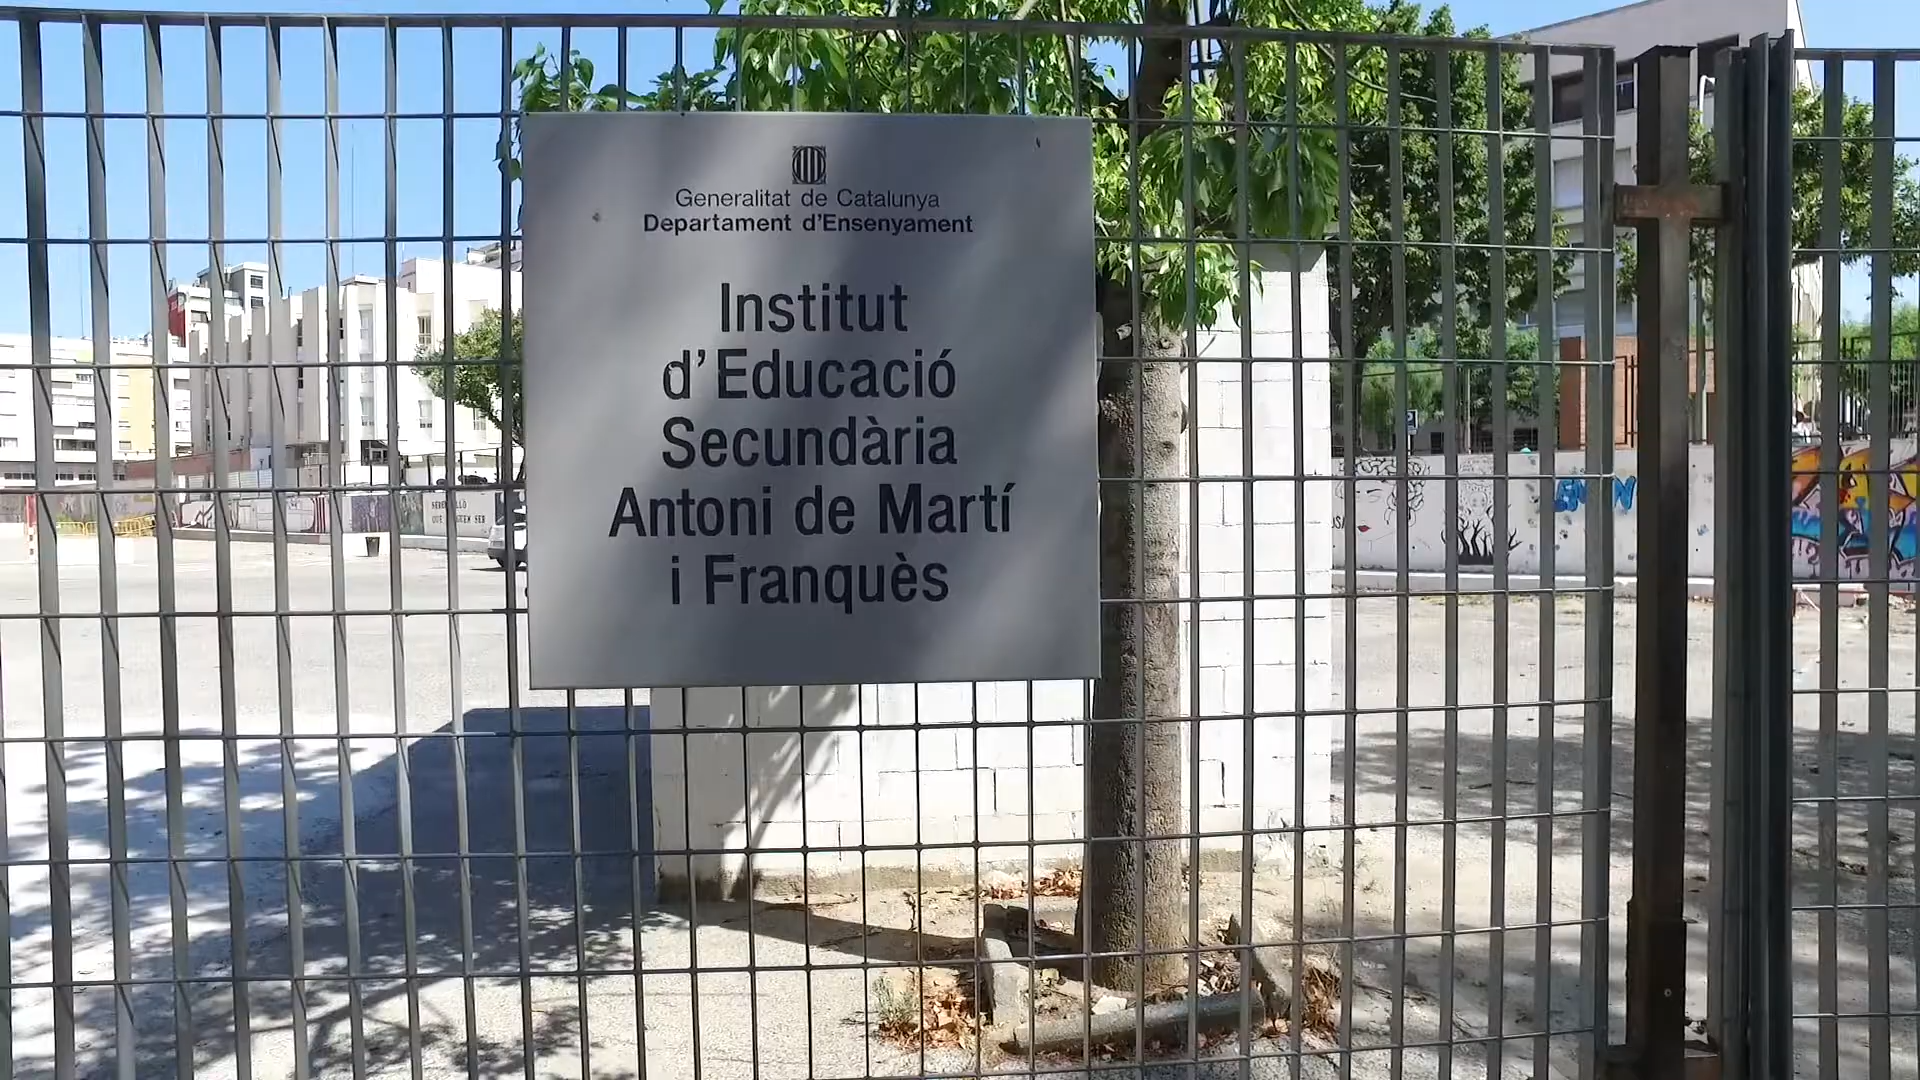 Generalitat de Catalunya
Departament d'Ensenyament
Institut
d'Educació
Secundària
Antoni de Martí
i Franquès